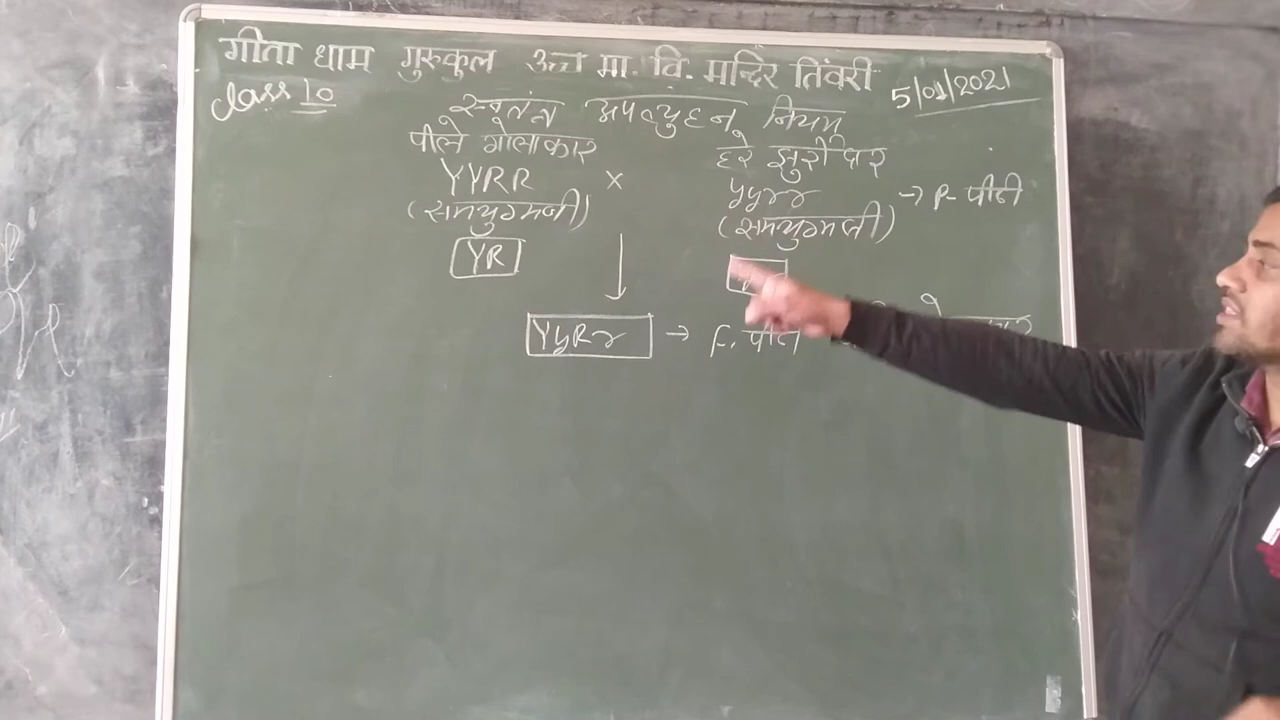 गीता धाम गुरुकुल उच्च मा. वि. मन्दिर तिंवरी
class 10
5/01/2021
स्वतंत्र अपव्युहन नियम
पीले गोलाकार हरे झुर्रीदार
YYRR x yyrr → P- पीढी
(समयुग्मजी) (समयुग्मजी)
YR
YyRr → F, पीढी